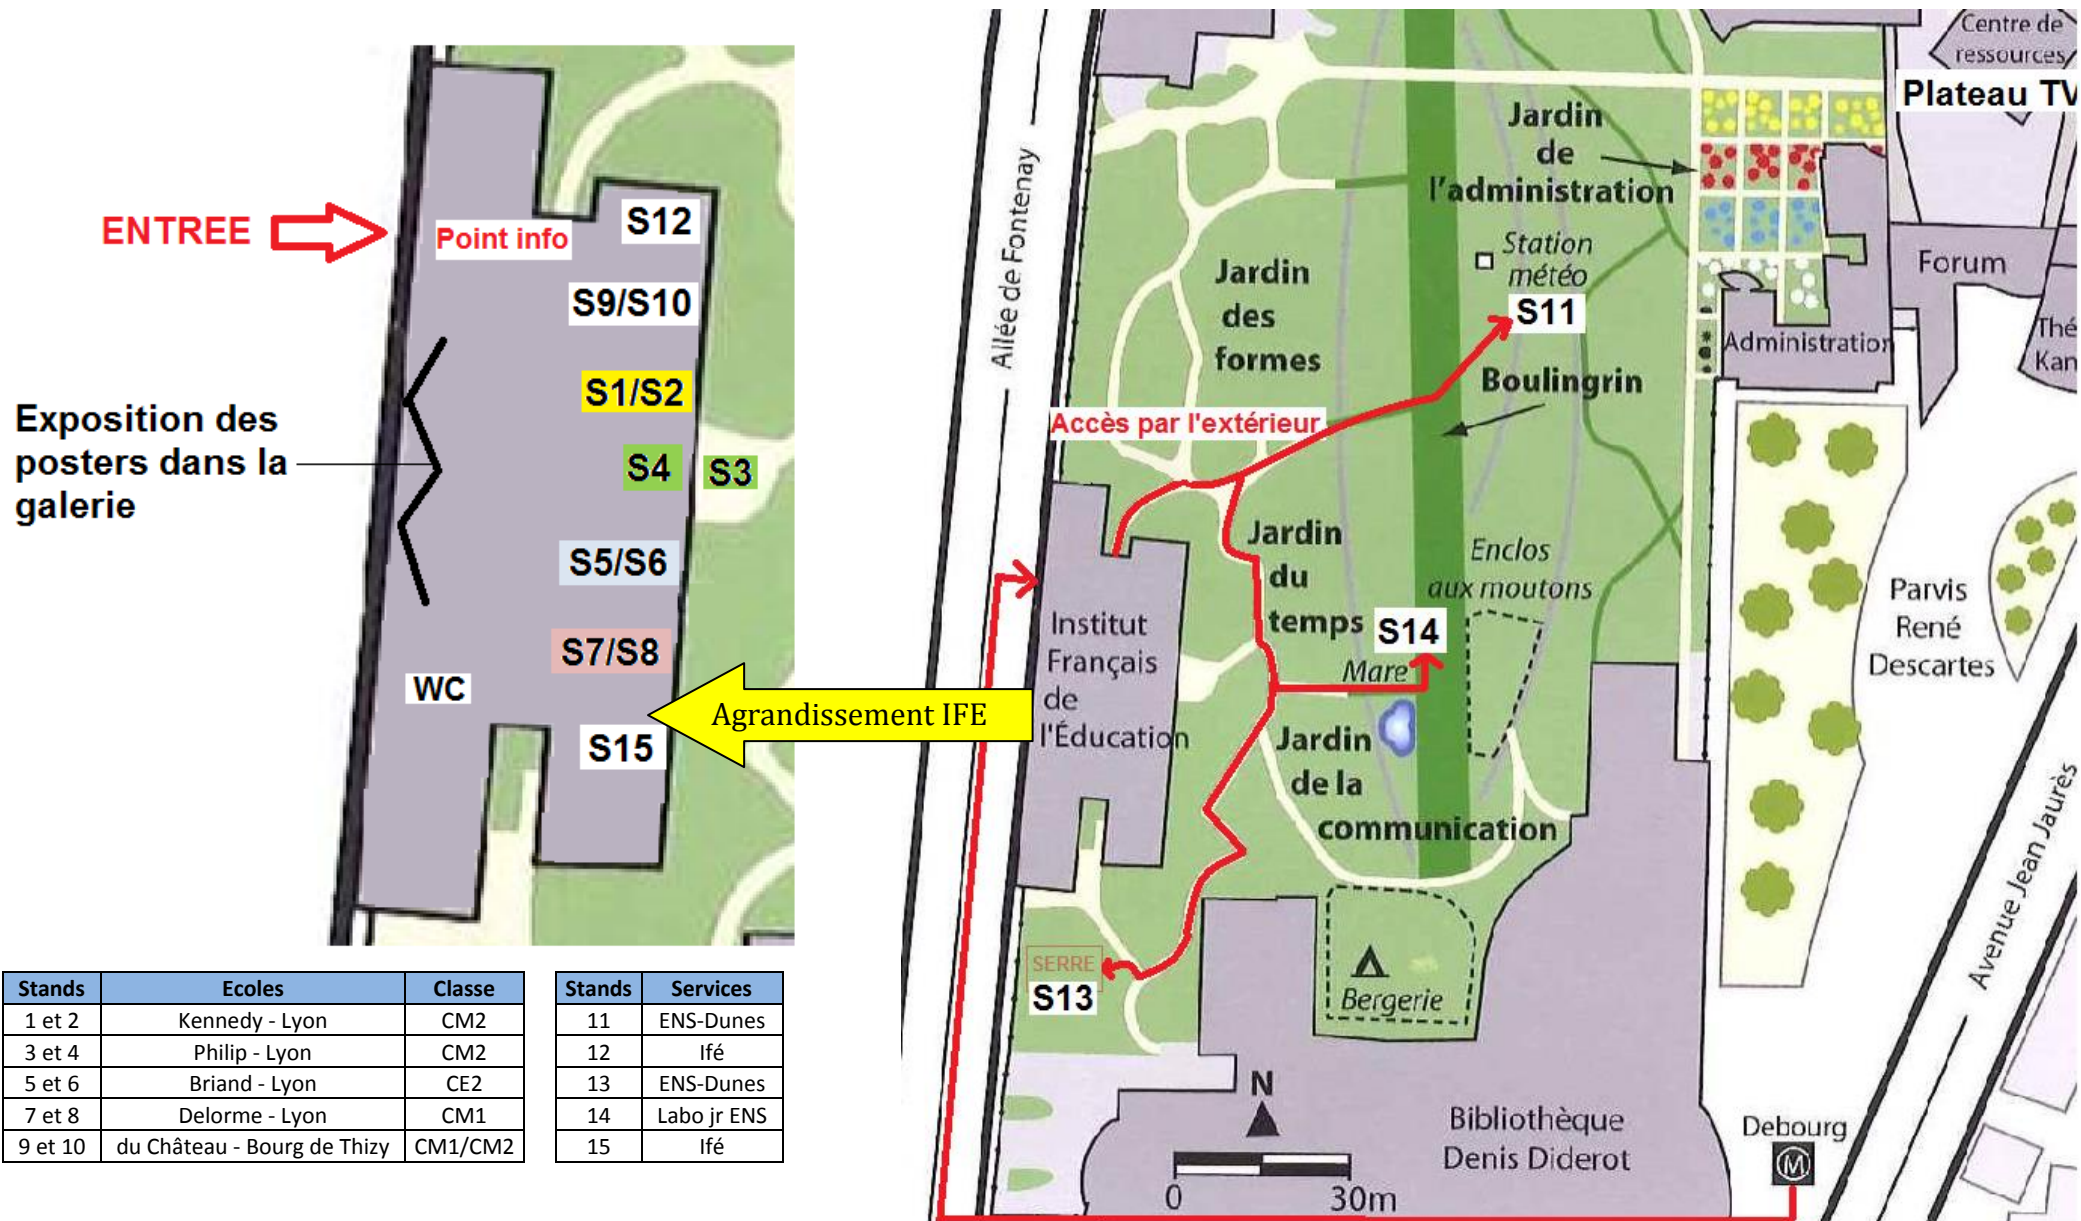 ENTREE
Point info
S12
S9/S10
S1/S2
S4
S3
S5/S6
S7/S8
WC
S15
Exposition des
posters dans la
galerie
Agrandissement IFE
Stands Ecoles Classe
1 et 2 Kennedy - Lyon CM2
3 et 4 Philip - Lyon CM2
5 et 6 Briand - Lyon CE2
7 et 8 Delorme - Lyon CM1
9 et 10 du Château - Bourg de Thizy CM1/CM2
Stands Services
11 ENS-Dunes
12 Ifé
13 ENS-Dunes
14 Labo jr ENS
15 Ifé
Centre de
ressources
Plateau TV
Jardin
de
l'administration
Allée de Fontenay
Station
météo
S11
Forum
Jardin
des
formes
Administration
Thé
Kan
Boulingrin
Accès par l'extérieur
Jardin
du
temps
Enclos
aux moutons
S14
Mare
Institut
Français
de
l'Éducation
Parvis
René
Descartes
Jardin
de la
communication
Avenue Jean Jaurès
SERRE
S13
Bergerie
N
0 30m
Bibliothèque
Denis Diderot
Debourg
M